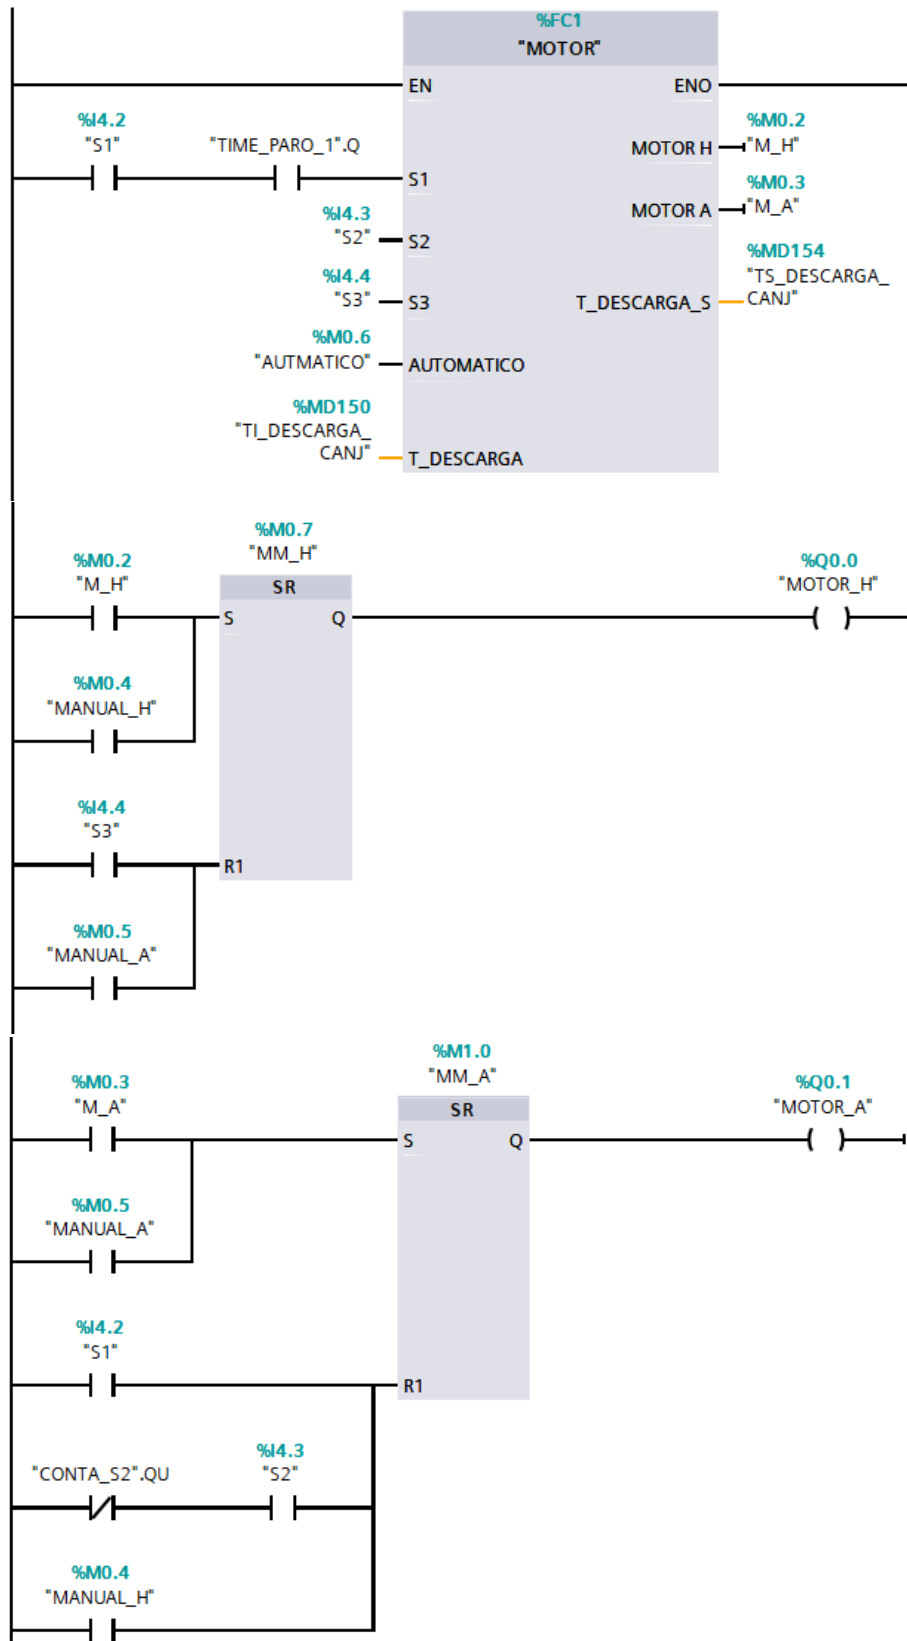 %FC1
"MOTOR"
EN
ENO
%I4.2
"S1"
"TIME_PARO_1".Q
S1
MOTOR H
%M0.2
"M_H"
%I4.3
"S2"
S2
MOTOR A
%M0.3
"M_A"
%I4.4
"S3"
S3
T_DESCARGA_S
%MD154
"TS_DESCARGA_
CANJ"
%M0.6
"AUTMATICO"
AUTOMATICO
%MD150
"TI_DESCARGA_
CANJ"
T_DESCARGA
%M0.7
"MM_H"
%M0.2
"M_H"
SR
S
Q
%Q0.0
"MOTOR_H"
%M0.4
"MANUAL_H"
%I4.4
"S3"
R1
%M0.5
"MANUAL_A"
%M1.0
"MM_A"
%M0.3
"M_A"
SR
S
Q
%Q0.1
"MOTOR_A"
%M0.5
"MANUAL_A"
%I4.2
"S1"
R1
"CONTA_S2".QU
%I4.3
"S2"
%M0.4
"MANUAL_H"